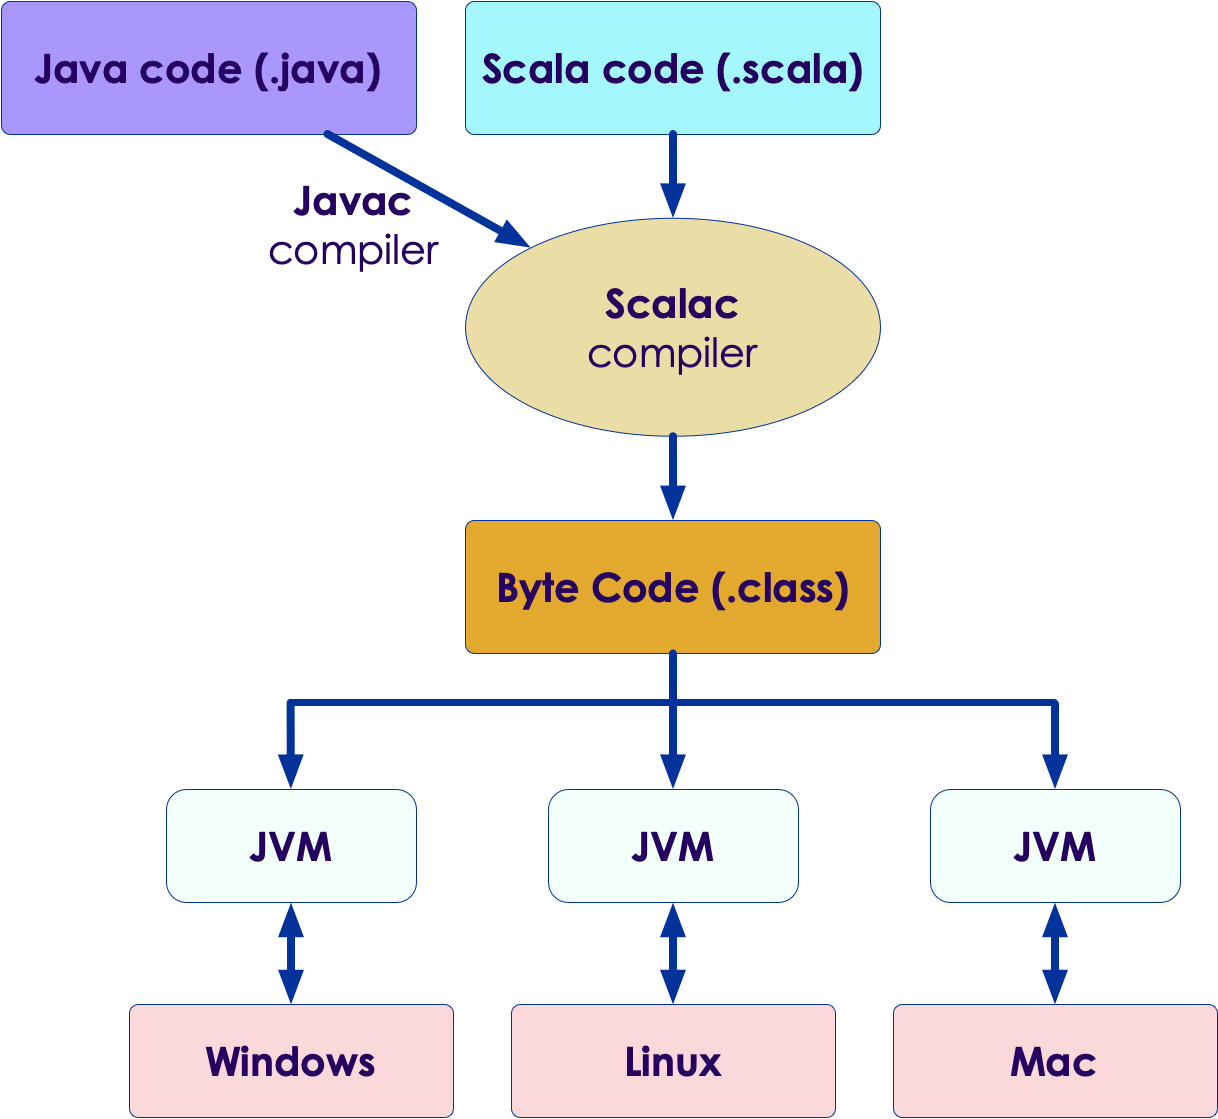 Java code (.java)
Scala code (.scala)
Javac
compiler
Scalac
compiler
Byte Code (.class)
JVM
JVM
JVM
Windows
Linux
Mac